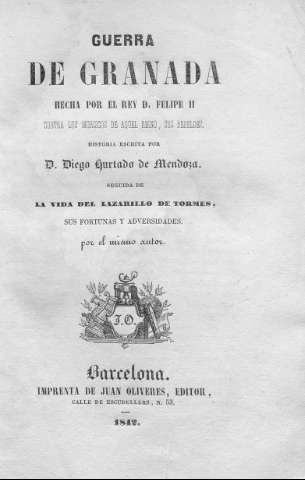 GUERRA
DE GRANADA
HECHA POR EL REY D. FELIPE II
CONTRA LOS MORISCOS DE AQUEL REINO, SUS REBELDES.
HISTORIA ESCRITA POR
D. Diego Hurtado de Mendoza.
SEGUIDA DE
LA VIDA DEL LAZARILLO DE TORMES,
SUS FORTUNAS Y ADVERSIDADES.
por el mismo autor.
J.O.
Barcelona.
IMPRENTA DE JUAN OLIVERES, EDITOR,
CALLE DE ESCUDELLERS, N. 53.
1842.